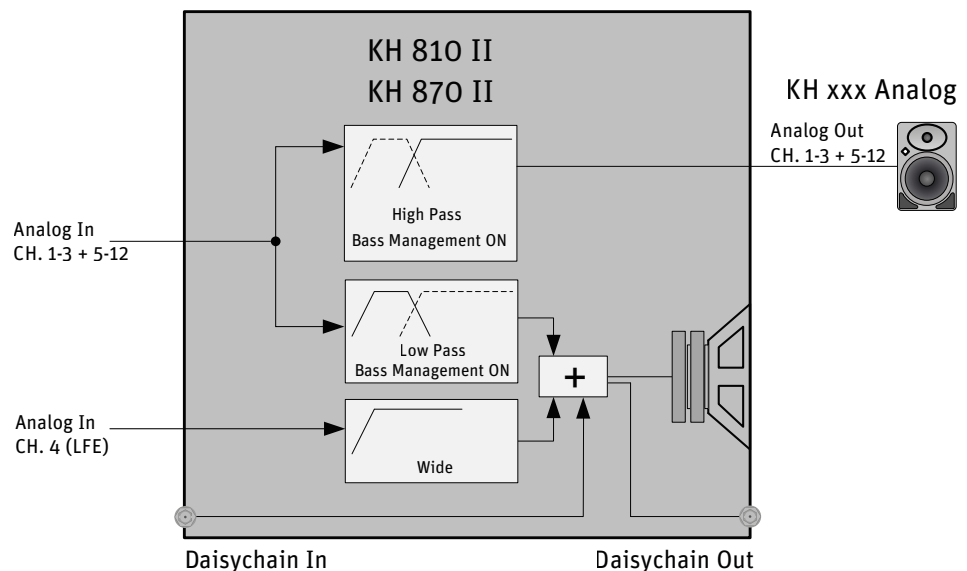 KH 810 II
KH 870 II
KH xxx Analog
Analog Out
CH. 1-3 + 5-12
High Pass
Bass Management ON
Analog In
CH. 1-3 + 5-12
Low Pass
Bass Management ON
+
Analog In
CH. 4 (LFE)
Wide
Daisychain In
Daisychain Out